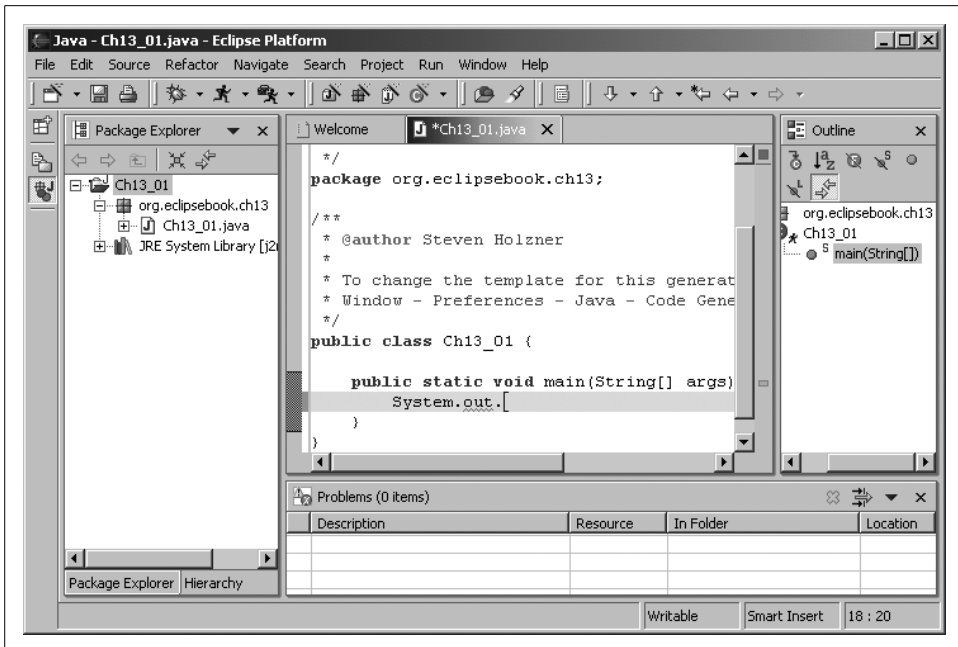 Java - Ch13_01.java - Eclipse Platform
File Edit Source Refactor Navigate Search Project Run Window Help
Package Explorer
Ch13_01
org.eclipsebook.ch13
Ch13_01.java
JRE System Library [j2r
Package Explorer Hierarchy
Welcome *Ch13_01.java
*/
package org.eclipsebook.ch13;
/**
* @author Steven Holzner
*
* To change the template for this generat
* Window - Preferences - Java - Code Gene
*/
public class Ch13_01 {
public static void main(String[] args)
System.out.
}
}
Outline
org.eclipsebook.ch13
Ch13_01
main(String[])
Problems (0 items)
Description Resource In Folder Location
Writable Smart Insert 18 : 20